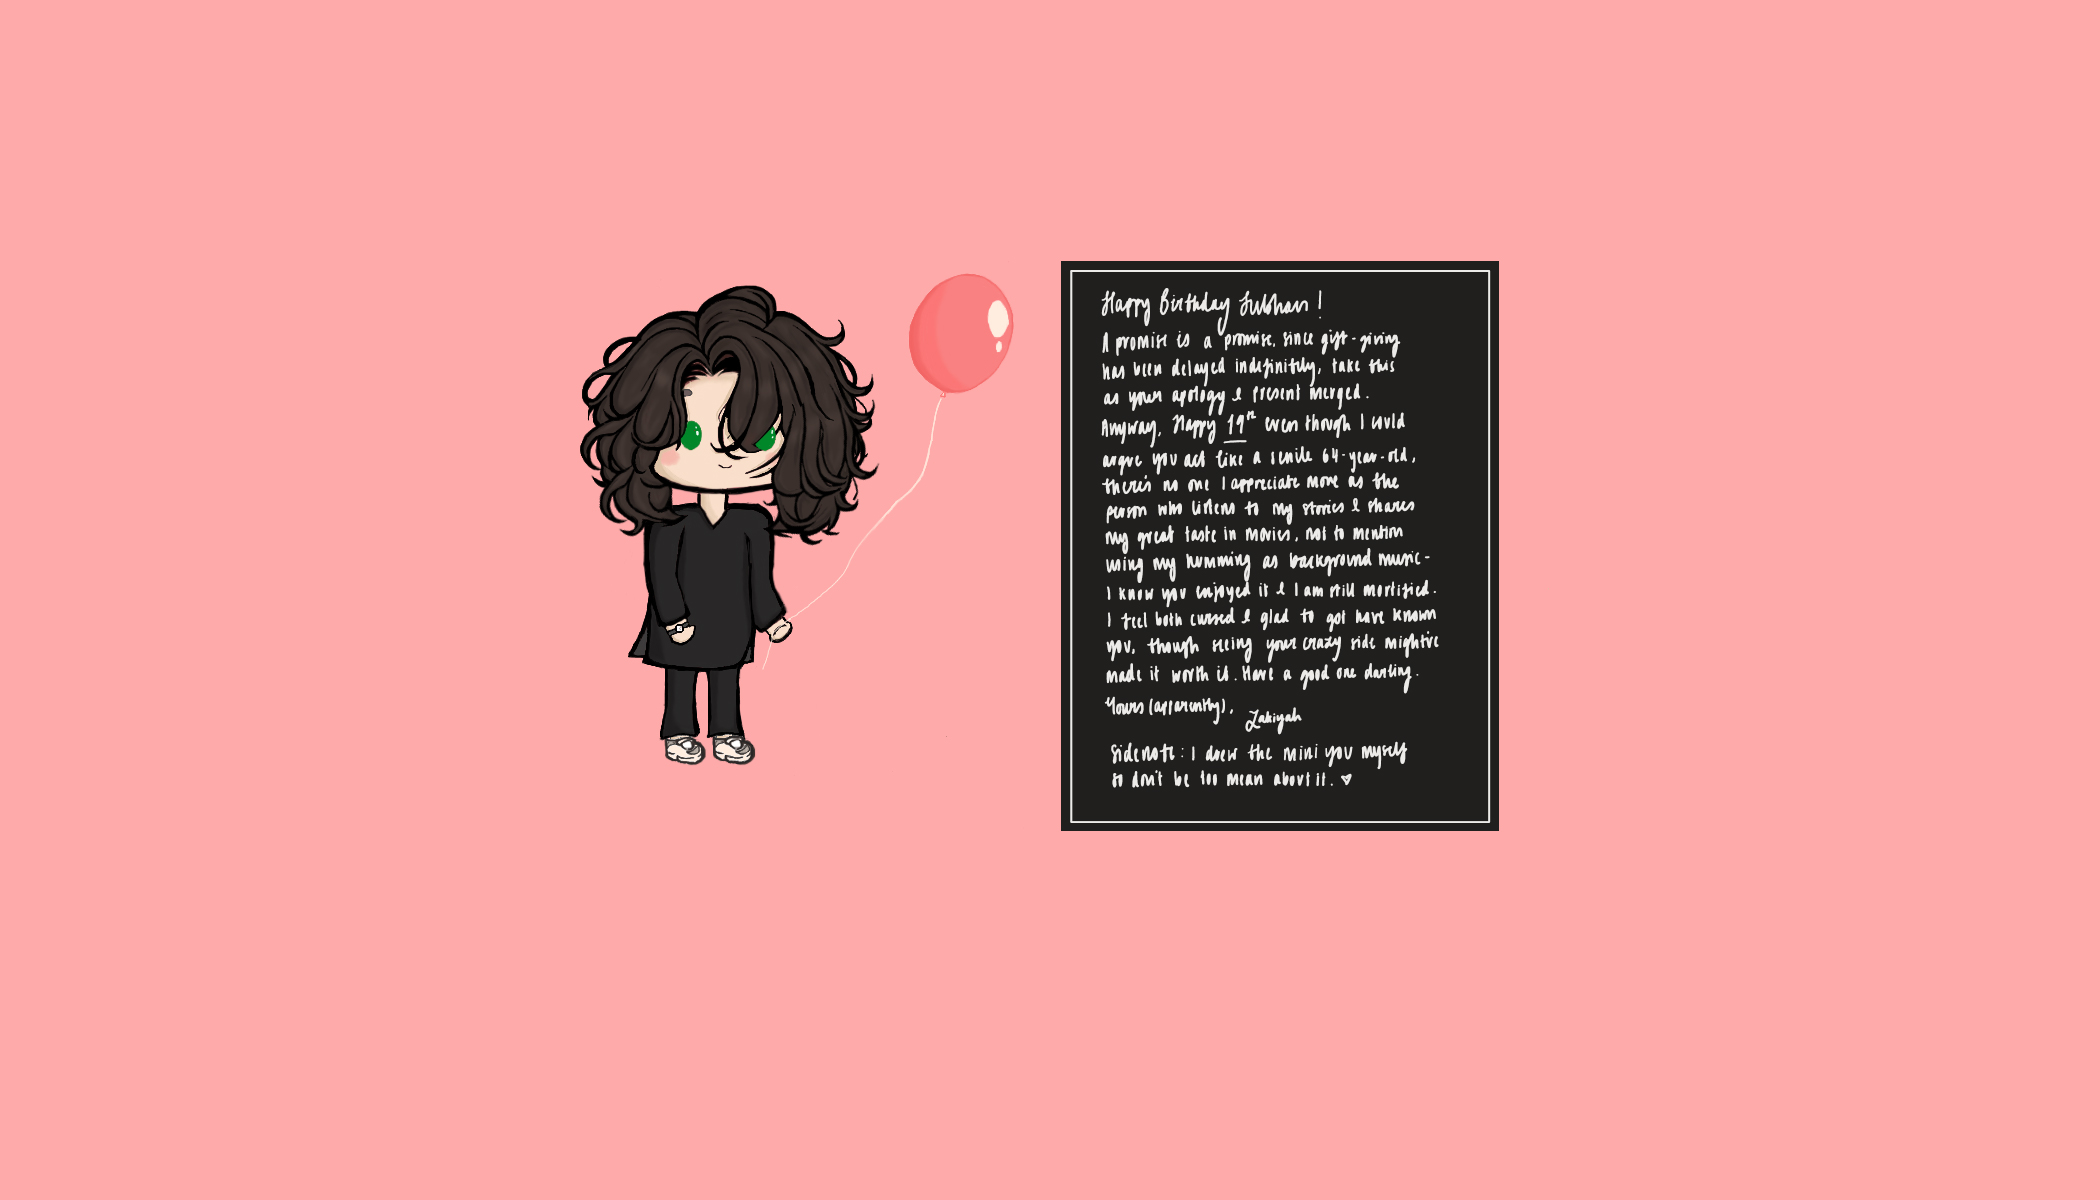 Happy Birthday Subhan!
A promise is a promise, since gift-giving
has been delayed indefinitely, take this
as your apology & present merged.
Anyway, Happy 19th even though I could
argue you act like a senile 64-year-old,
there's no one I appreciate more as the
person who listens to my stories & shares
my great taste in movies, not to mention
using my humming as background music-
I know you enjoyed it & I am still mortified.
I feel both cursed & glad to got have known
you, though seeing your crazy side might've
made it worth it. Have a good one darling.
Yours (apparently),
Zakiyah
Sidenote: I drew the mini you myself
so don't be too mean about it. ♥